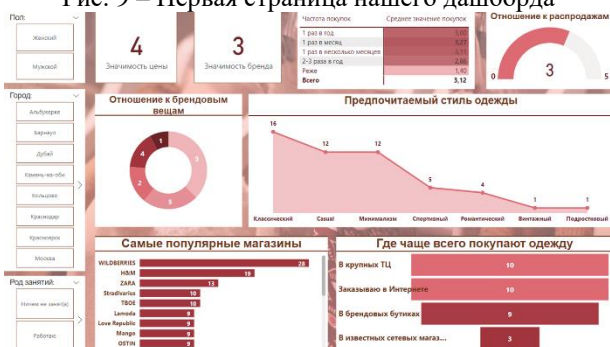 Рис. 9 – Первая страница нашего дашборда
Пол:
Женский
Мужской
4
Значимость цены
3
Значимость бренда
Частота покупок Среднее значение покупок
1 раз в год
1 раз в месяц
1 раз в несколько месяцев
2-3 раза в год
Реже 1,40
Всего 3,12
Отношение к распродажам
0
3
5
Город:
Альбукерке
Барнаул
Дубай
Камень-на-оби
Кольцово
Краснодар
Красноярск
Москва
Отношение к брендовым вещам
1
3
5
2
4
Предпочитаемый стиль одежды
16
12
12
5
4
1
1
Классический Casual Минимализм Спортивный Романтический Винтажный Подростковый
Самые популярные магазины
WILDBERRIES 28
H&M 19
ZARA 13
Stradivarius 10
ТВОЕ 10
Lamoda 9
Love Republic 9
Mango 9
OSTIN 9
Где чаще всего покупают одежду
В крупных ТЦ 10
Заказываю в Интернете 10
В брендовых бутиках 9
В известных сетевых магаз... 3
Род занятий:
Ничем не занят(а)
Работаю